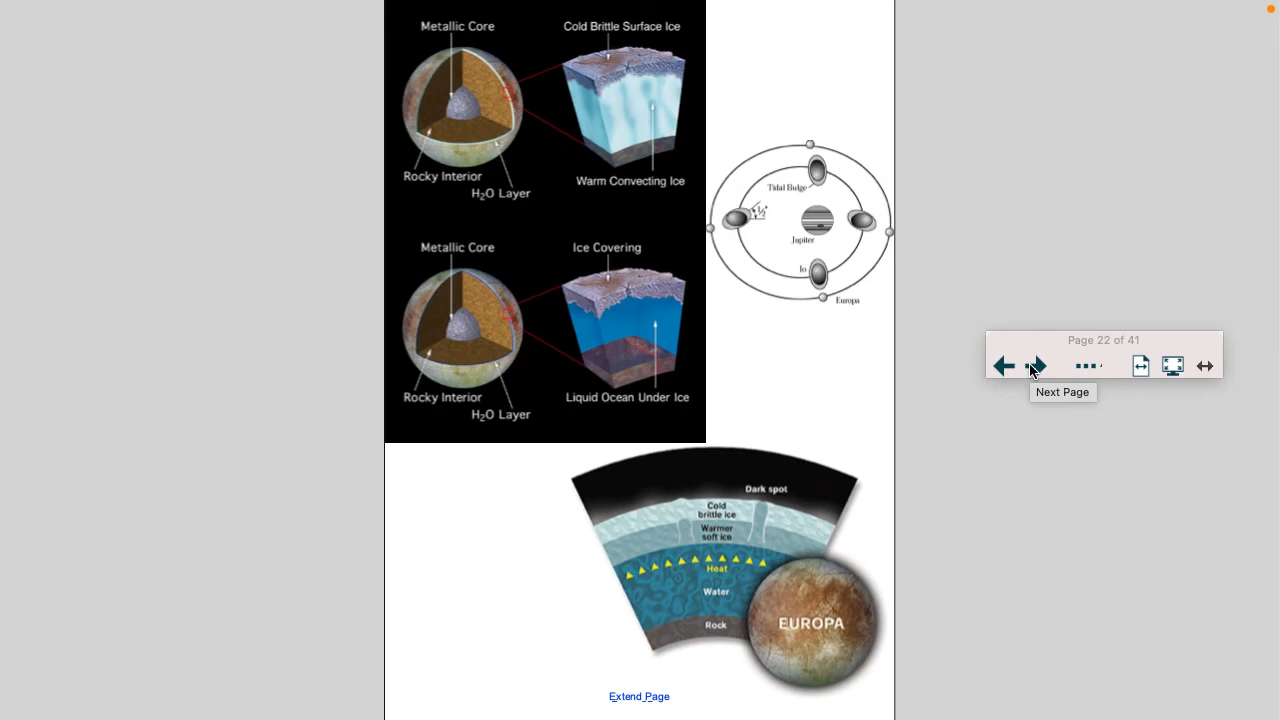 Metallic Core
Cold Brittle Surface Ice
Rocky Interior
H₂O Layer
Warm Convecting Ice
Metallic Core
Ice Covering
Rocky Interior
H₂O Layer
Liquid Ocean Under Ice
Tidal Bulge
½°
Jupiter
Io
Europa
Page 22 of 41
Next Page
Dark spot
Cold
brittle ice
Warmer
soft ice
Heat
Water
Rock
EUROPA
Extend Page